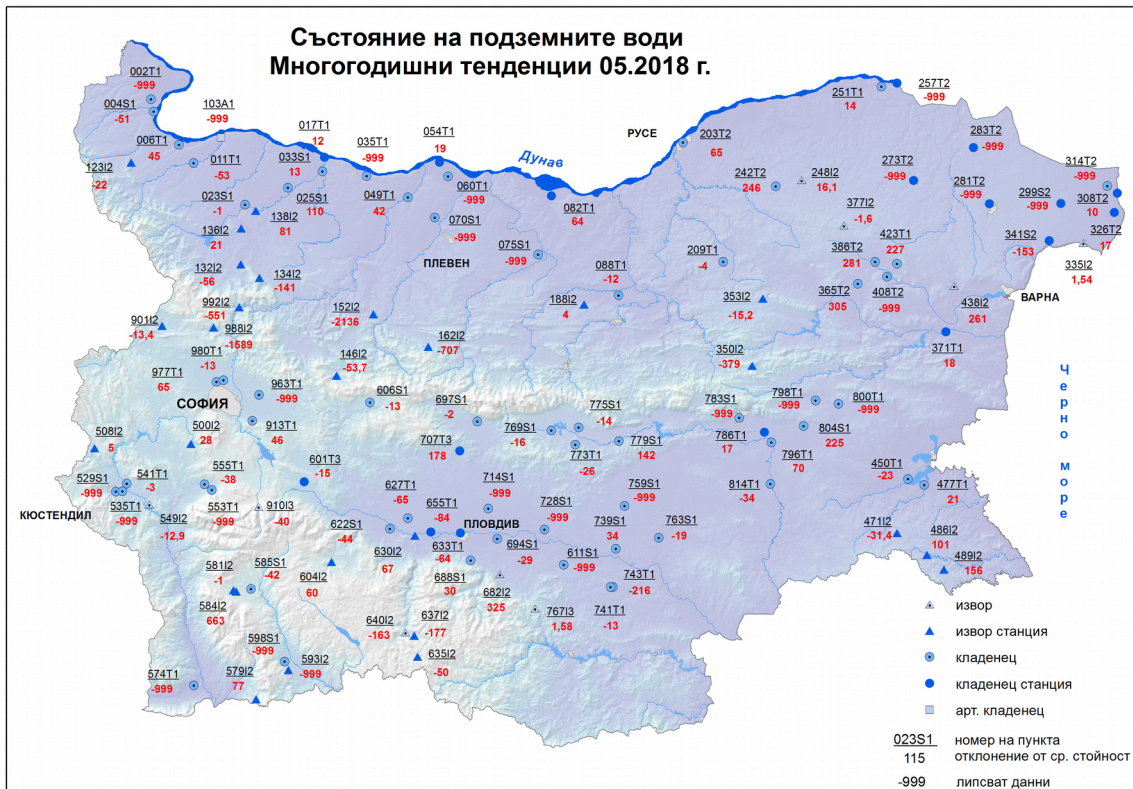 Състояние на подземните води
Многогодишни тенденции 05.2018 г.
002T1
-999
004S1
-51
103A1
-999
006T1
45
011T1
-53
123I2
-22
017T1
12
033S1
13
035T1
-999
054T1
19
023S1
-1
025S1
110
138I2
81
049T1
42
060T1
-999
070S1
-999
136I2
21
132I2
-56
134I2
-141
075S1
-999
082T1
64
Дунав
РУСЕ
203T2
65
251T1
14
257T2
-999
283T2
-999
242T2
246
248I2
16,1
273T2
-999
281T2
-999
299S2
-999
314T2
-999
308T2
10
326T2
17
377I2
-1,6
386T2
281
423T1
227
341S2
-153
335I2
1,54
209T1
-4
088T1
-12
ПЛЕВЕН
365T2
305
408T2
-999
438I2
261
ВАРНА
992I2
-551
152I2
-2136
188I2
4
353I2
-15,2
901I2
-13,4
988I2
-1589
162I2
-707
371T1
18
980T1
-13
146I2
-53,7
350I2
-379
977T1
65
963T1
-999
606S1
-13
697S1
-2
775S1
-14
783S1
-999
798T1
-999
800T1
-999
СОФИЯ
769S1
-16
804S1
225
508I2
5
500I2
28
913T1
46
707T3
178
773T1
-26
779S1
142
786T1
17
796T1
70
Черно море
601T3
-15
529S1
-999
541T1
-3
555T1
-38
714S1
-999
759S1
-999
814T1
-34
450T1
-23
477T1
21
КЮСТЕНДИЛ
535T1
-999
549I2
-12,9
553T1
-999
910I3
-40
627T1
-65
655T1
-84
ПЛОВДИВ
728S1
-999
739S1
34
763S1
-19
622S1
-44
630I2
67
633T1
-64
694S1
-29
611S1
-999
471I2
-31,4
486I2
101
489I2
156
581I2
-1
585S1
-42
604I2
60
688S1
30
682I2
325
743T1
-216
584I2
663
640I2
-163
637I2
-177
767I3
1,58
741T1
-13
598S1
-999
593I2
-999
635I2
-50
574T1
-999
579I2
77
извор
извор станция
кладенец
кладенец станция
арт. кладенец
023S1 номер на пункта
115 отклонение от ср. стойност
-999 липсват данни